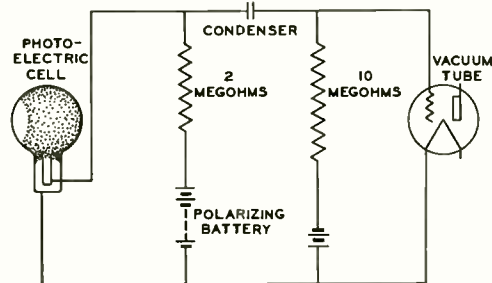 PHOTO-
ELECTRIC
CELL
CONDENSER
2
MEGOHMS
10
MEGOHMS
VACUUM
TUBE
POLARIZING
BATTERY